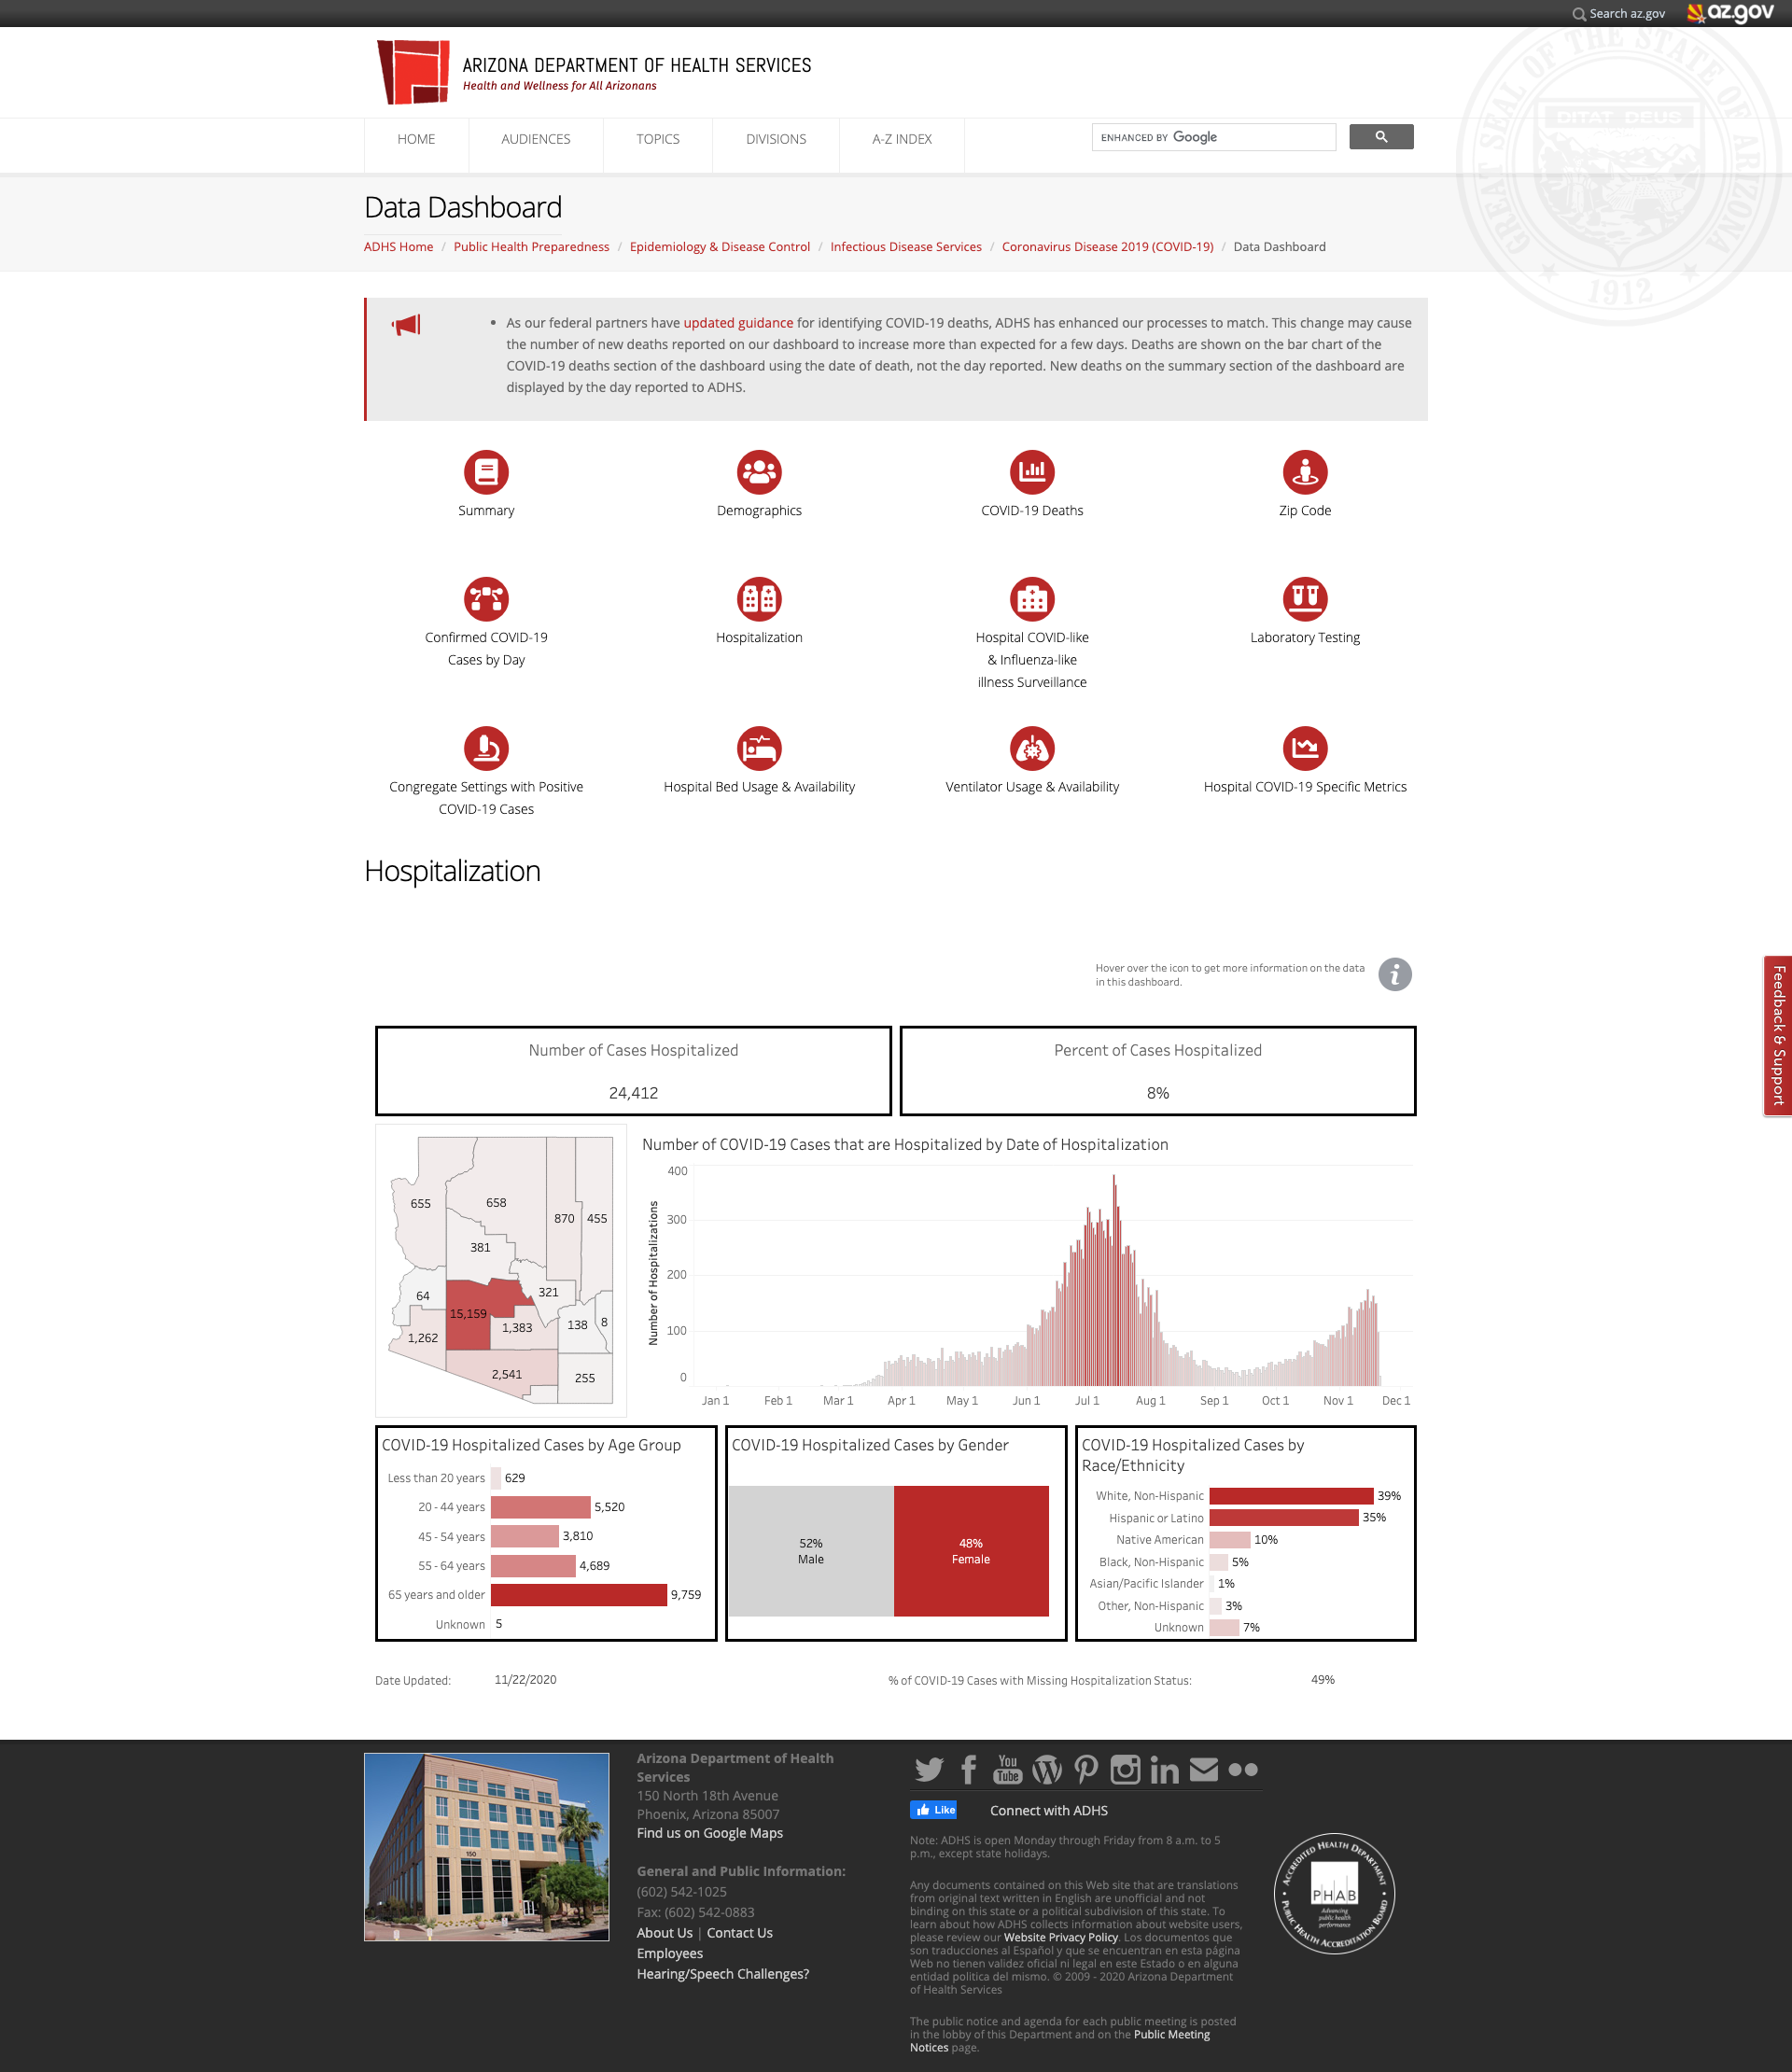 Search az.gov
az.gov
GREAT SEAL OF THE STATE OF ARIZONA
DITAT DEUS
1912
ARIZONA DEPARTMENT OF HEALTH SERVICES
Health and Wellness for All Arizonans
HOME
AUDIENCES
TOPICS
DIVISIONS
A-Z INDEX
ENHANCED BY Google
Data Dashboard
ADHS Home / Public Health Preparedness / Epidemiology & Disease Control / Infectious Disease Services / Coronavirus Disease 2019 (COVID-19) / Data Dashboard
• As our federal partners have updated guidance for identifying COVID-19 deaths, ADHS has enhanced our processes to match. This change may cause
the number of new deaths reported on our dashboard to increase more than expected for a few days. Deaths are shown on the bar chart of the
COVID-19 deaths section of the dashboard using the date of death, not the day reported. New deaths on the summary section of the dashboard are
displayed by the day reported to ADHS.
Summary
Demographics
COVID-19 Deaths
Zip Code
Confirmed COVID-19
Cases by Day
Hospitalization
Hospital COVID-like
& Influenza-like
illness Surveillance
Laboratory Testing
Congregate Settings with Positive
COVID-19 Cases
Hospital Bed Usage & Availability
Ventilator Usage & Availability
Hospital COVID-19 Specific Metrics
Hospitalization
Hover over the icon to get more information on the data
in this dashboard.
i
Feedback & Support
Number of Cases Hospitalized
24,412
Percent of Cases Hospitalized
8%
655
658
870
455
381
64
15,159
321
1,383
138
8
1,262
2,541
255
Number of COVID-19 Cases that are Hospitalized by Date of Hospitalization
Number of Hospitalizations
400
300
200
100
0
Jan 1
Feb 1
Mar 1
Apr 1
May 1
Jun 1
Jul 1
Aug 1
Sep 1
Oct 1
Nov 1
Dec 1
COVID-19 Hospitalized Cases by Age Group
Less than 20 years 629
20 - 44 years 5,520
45 - 54 years 3,810
55 - 64 years 4,689
65 years and older 9,759
Unknown 5
COVID-19 Hospitalized Cases by Gender
52%
Male
48%
Female
COVID-19 Hospitalized Cases by
Race/Ethnicity
White, Non-Hispanic 39%
Hispanic or Latino 35%
Native American 10%
Black, Non-Hispanic 5%
Asian/Pacific Islander 1%
Other, Non-Hispanic 3%
Unknown 7%
Date Updated: 11/22/2020
% of COVID-19 Cases with Missing Hospitalization Status: 49%
150
Arizona Department of Health
Services
150 North 18th Avenue
Phoenix, Arizona 85007
Find us on Google Maps
General and Public Information:
(602) 542-1025
Fax: (602) 542-0883
About Us | Contact Us
Employees
Hearing/Speech Challenges?
You
Tube
in
Like
Connect with ADHS
Note: ADHS is open Monday through Friday from 8 a.m. to 5
p.m., except state holidays.
Any documents contained on this Web site that are translations
from original text written in English are unofficial and not
binding on this state or a political subdivision of this state. To
learn about how ADHS collects information about website users,
please review our Website Privacy Policy. Los documentos que
son traducciones al Español y que se encuentran en esta página
Web no tienen validez oficial ni legal en este Estado o en alguna
entidad politica del mismo. © 2009 - 2020 Arizona Department
of Health Services
The public notice and agenda for each public meeting is posted
in the lobby of this Department and on the Public Meeting
Notices page.
ACCREDITED HEALTH DEPARTMENT
PHAB
Advancing
public health
performance
PUBLIC HEALTH ACCREDITATION BOARD